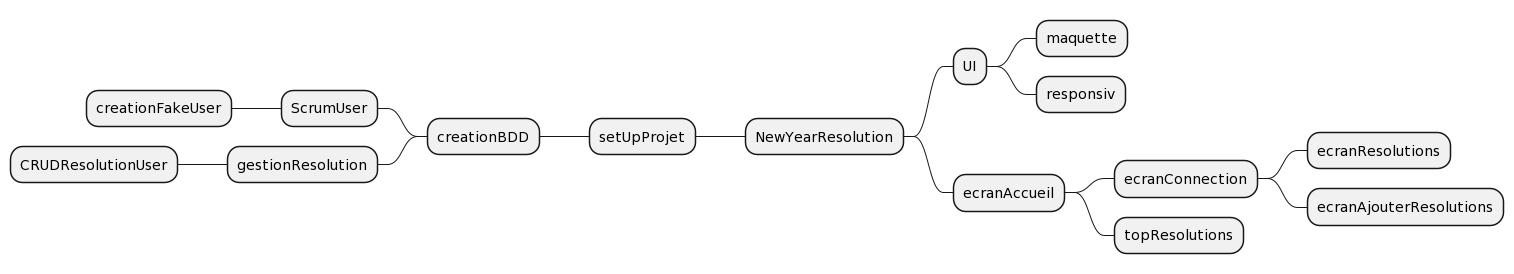 maquette
UI
responsiv
creationFakeUser
ScrumUser
creationBDD
setUpProjet
NewYearResolution
CRUDResolutionUser
gestionResolution
ecranResolutions
ecranConnection
ecranAccueil
ecranAjouterResolutions
topResolutions